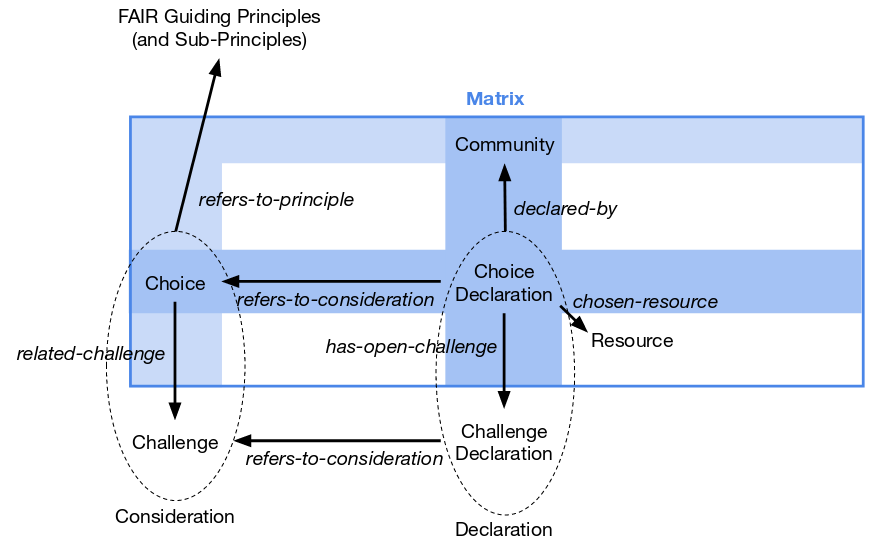 FAIR Guiding Principles
(and Sub-Principles)
Matrix
Community
refers-to-principle
declared-by
Choice
refers-to-consideration
Choice
Declaration
chosen-resource
related-challenge
has-open-challenge
Resource
Challenge
refers-to-consideration
Challenge
Declaration
Consideration
Declaration